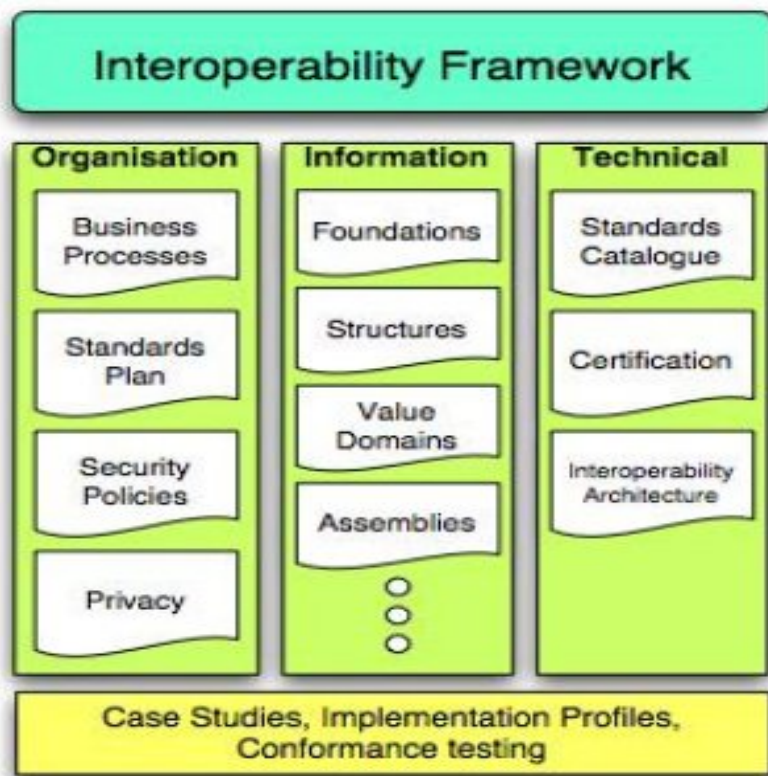 Interoperability Framework
Organisation
Business
Processes
Standards
Plan
Security
Policies
Privacy
Information
Foundations
Structures
Value
Domains
Assemblies
Technical
Standards
Catalogue
Certification
Interoperability
Architecture
Case Studies, Implementation Profiles,
Conformance testing